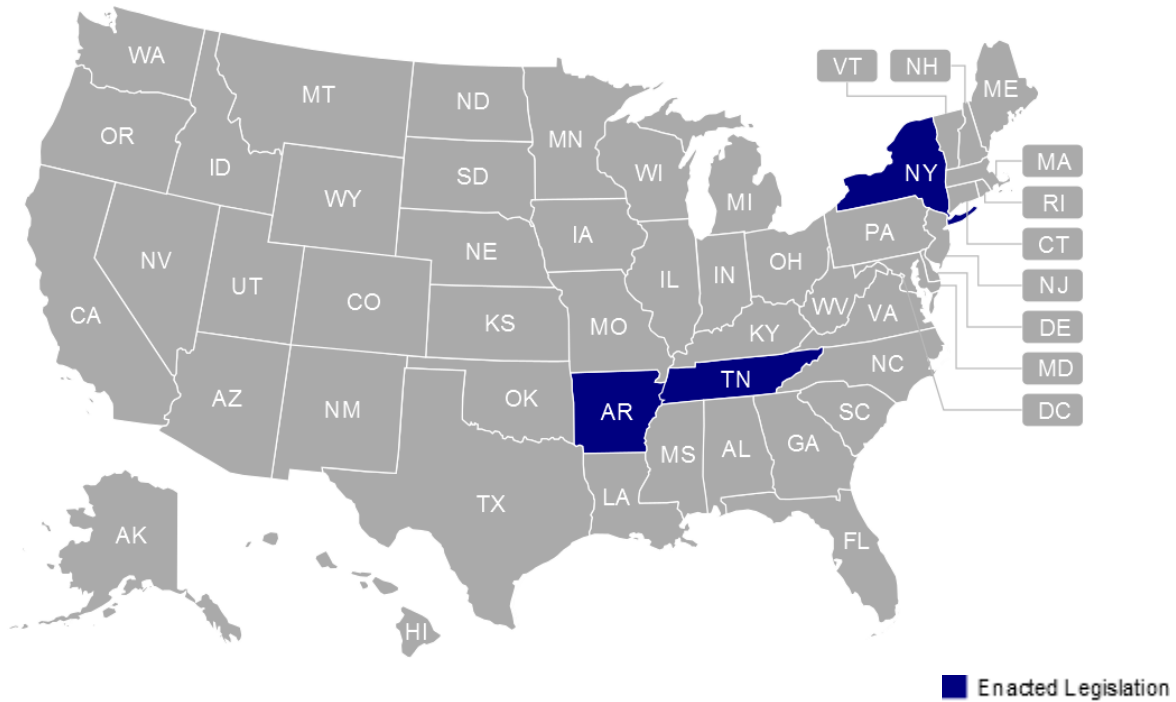 WA
MT
ND
MN
VT
NH
ME
OR
ID
SD
WI
MI
NY
MA
WY
RI
IA
PA
CT
NV
UT
NE
IL
IN
OH
NJ
CA
CO
KS
MO
WV
VA
DE
KY
MD
AZ
NM
OK
AR
TN
NC
DC
SC
MS
AL
GA
TX
LA
AK
FL
HI
Enacted Legislation